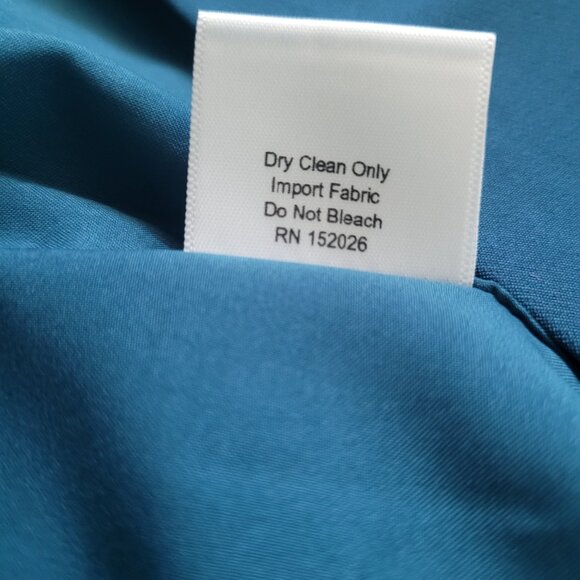 Dry Clean Only
Import Fabric
Do Not Bleach
RN 152026